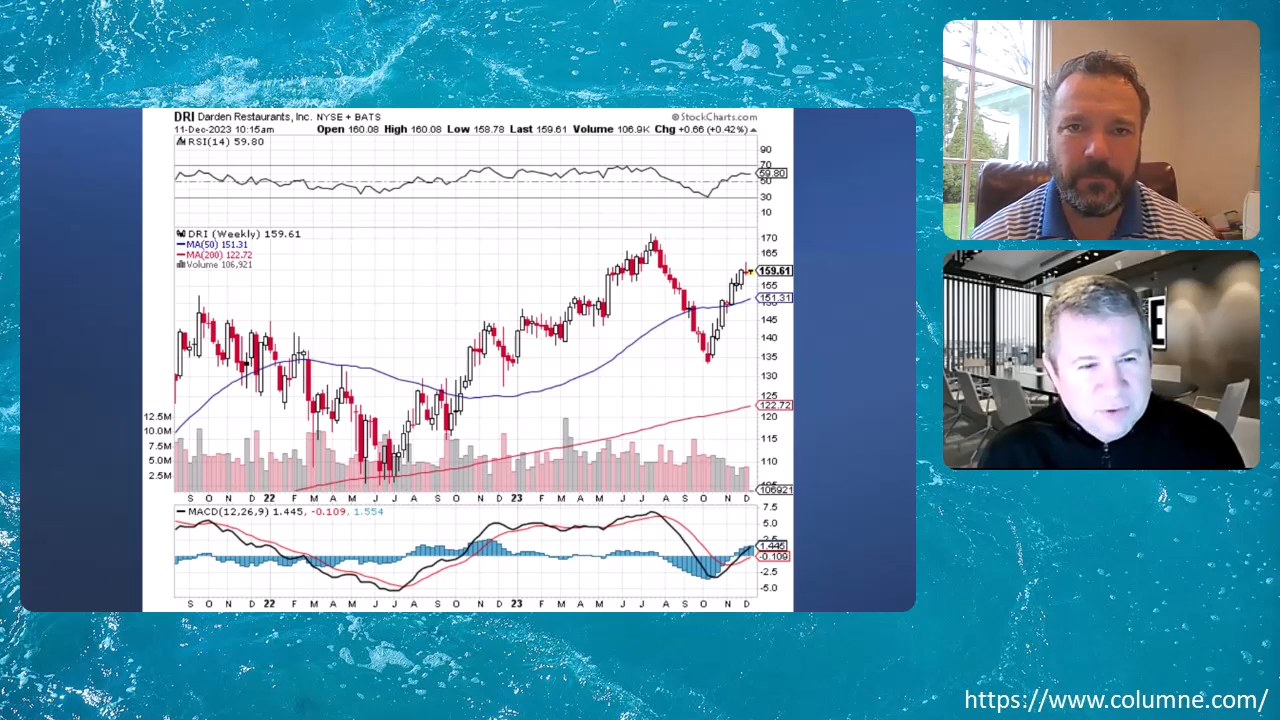 DRI Darden Restaurants, Inc. NYSE + BATS
© StockCharts.com
11-Dec-2023 10:15am
Open 160.08 High 160.08 Low 158.78 Last 159.61 Volume 106.9K Chg +0.66 (+0.42%)
RSI(14) 59.80
90
70
59.80
50
30
10
DRI (Weekly) 159.61
MA(50) 151.31
MA(200) 122.72
Volume 106,921
170
165
159.61
155
151.31
145
140
135
130
125
122.72
120
115
110
106921
12.5M
10.0M
7.5M
5.0M
2.5M
S O N D 22 F M A M J J A S O N D 23 F M A M J J A S O N D
MACD(12,26,9) 1.445, -0.109, 1.554
7.5
5.0
1.445
-0.109
-2.5
-5.0
S O N D 22 F M A M J J A S O N D 23 F M A M J J A S O N D
E
https://www.columne.com/